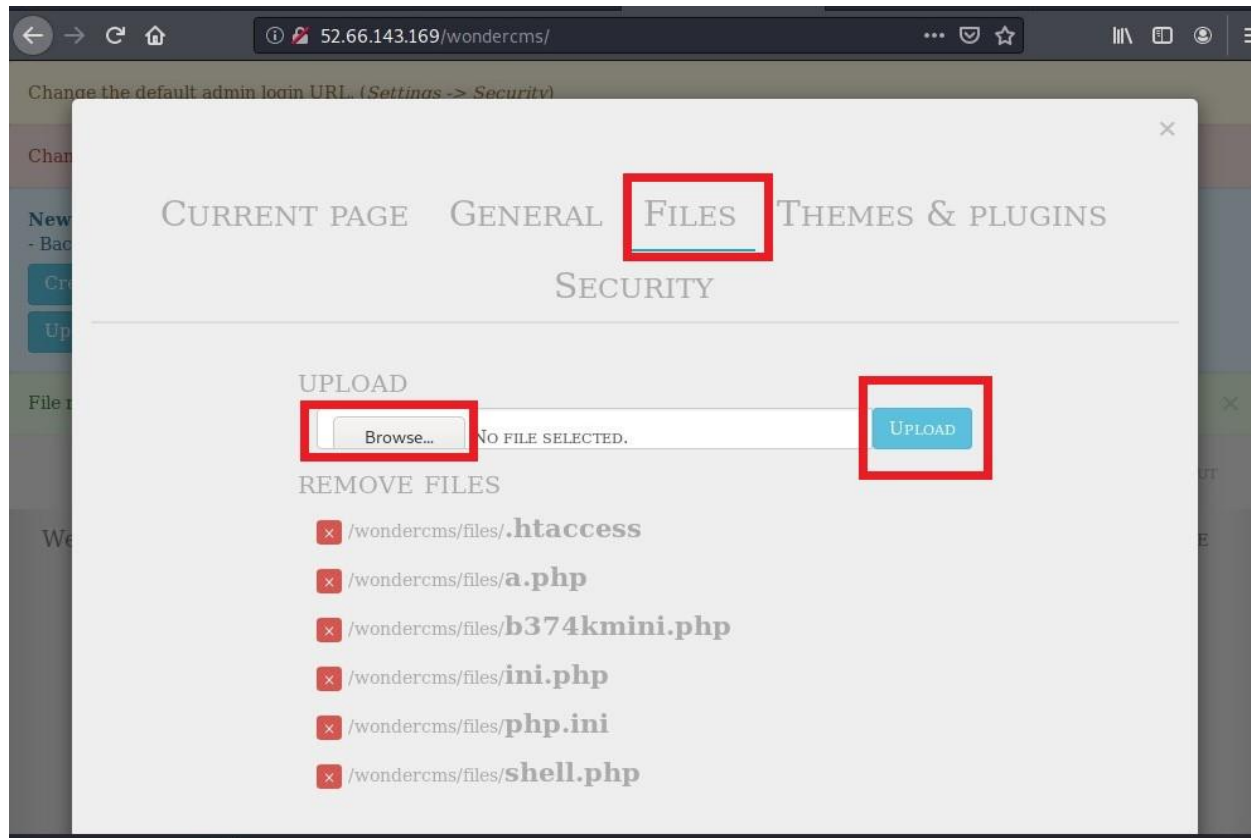 52.66.143.169/wondercms/
Change the default admin login URL. (Settings -> Security)
Chan
New
- Bac
Cre
Up
CURRENT PAGE GENERAL FILES THEMES & PLUGINS
SECURITY
UPLOAD
File
Browse... NO FILE SELECTED. UPLOAD
REMOVE FILES
UT
/wondercms/files/.htaccess
We
E
/wondercms/files/a.php
/wondercms/files/b374kmini.php
/wondercms/files/ini.php
/wondercms/files/php.ini
/wondercms/files/shell.php